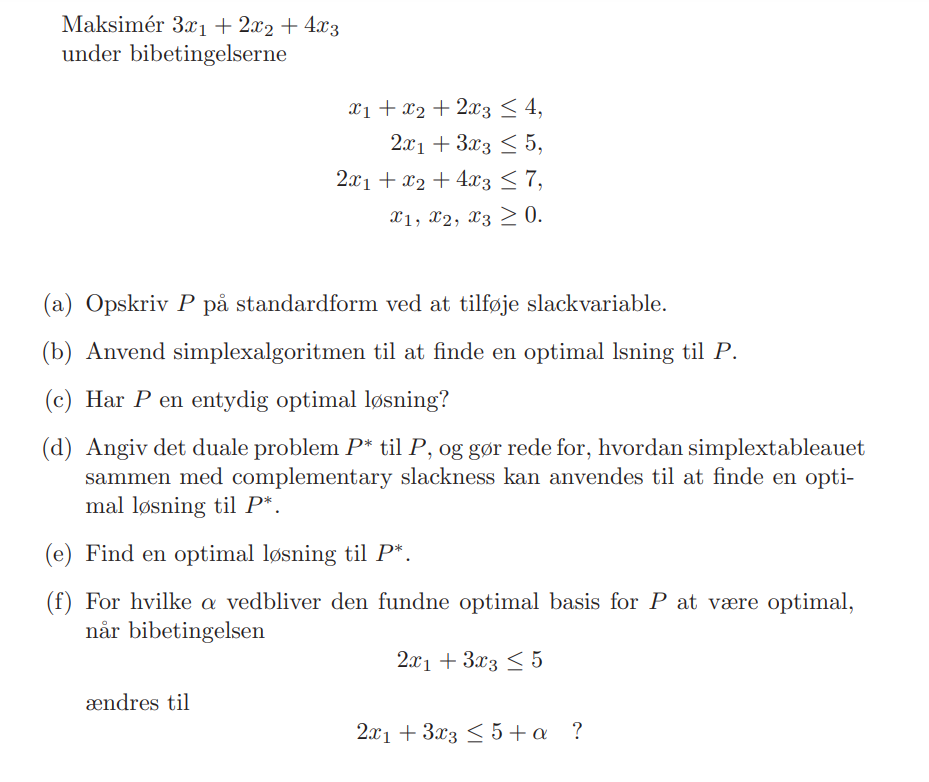 Maksimér 3x₁ + 2x₂ + 4x₃
under bibetingelserne
x₁ + x₂ + 2x₃ ≤ 4,
2x₁ + 3x₃ ≤ 5,
2x₁ + x₂ + 4x₃ ≤ 7,
x₁, x₂, x₃ ≥ 0.
(a) Opskriv P på standardform ved at tilføje slackvariable.
(b) Anvend simplexalgoritmen til at finde en optimal lsning til P.
(c) Har P en entydig optimal løsning?
(d) Angiv det duale problem P* til P, og gør rede for, hvordan simplextableauet
sammen med complementary slackness kan anvendes til at finde en opti-
mal løsning til P*.
(e) Find en optimal løsning til P*.
(f) For hvilke α vedbliver den fundne optimal basis for P at være optimal,
når bibetingelsen
2x₁ + 3x₃ ≤ 5
ændres til
2x₁ + 3x₃ ≤ 5 + α ?